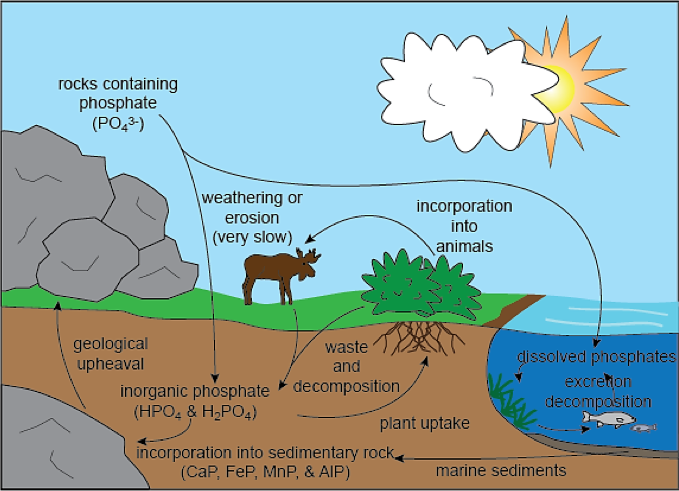 rocks containing
phosphate
(PO₄³⁻)
weathering or
erosion
(very slow)
incorporation
into
animals
geological
upheaval
waste
and
decomposition
dissolved phosphates
excretion
decomposition
inorganic phosphate
(HPO₄ & H₂PO₄)
plant uptake
incorporation into sedimentary rock
(CaP, FeP, MnP, & AlP)
marine sediments